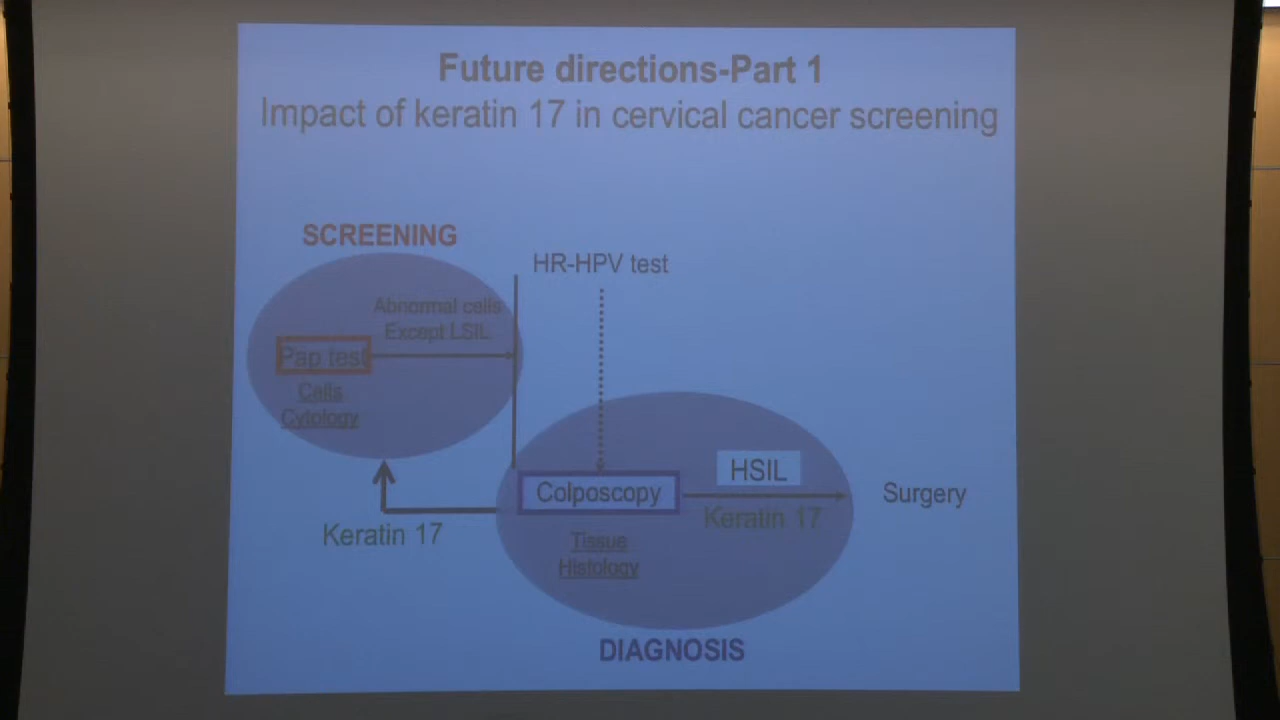 Future directions-Part 1
Impact of keratin 17 in cervical cancer screening
SCREENING
HR-HPV test
Abnormal cells
Except LSIL
Pap test
Cells
Cytology
HSIL
Colposcopy
Surgery
Keratin 17
Keratin 17
Tissue
Histology
DIAGNOSIS